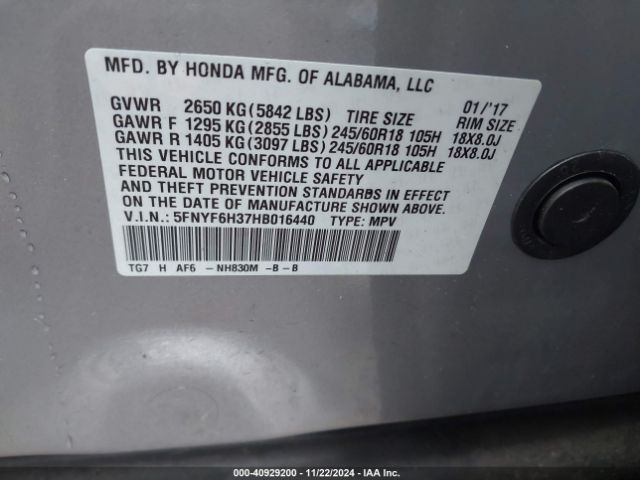 MFD. BY HONDA MFG. OF ALABAMA, LLC
GVWR 2650 KG (5842 LBS) TIRE SIZE 01/'17 RIM SIZE
GAWR F 1295 KG (2855 LBS) 245/60R18 105H 18X8.0J
GAWR R 1405 KG (3097 LBS) 245/60R18 105H 18X8.0J
THIS VEHICLE CONFORMS TO ALL APPLICABLE
FEDERAL MOTOR VEHICLE SAFETY
AND THEFT PREVENTION STANDARDS IN EFFECT
ON THE DATE OF MANUFACTURE SHOWN ABOVE.
V.I.N.: 5FNYF6H37HB016440 TYPE: MPV
TG7 H AF6 - NH830M -B-B
000-40929200 - 11/22/2024 - IAA Inc.